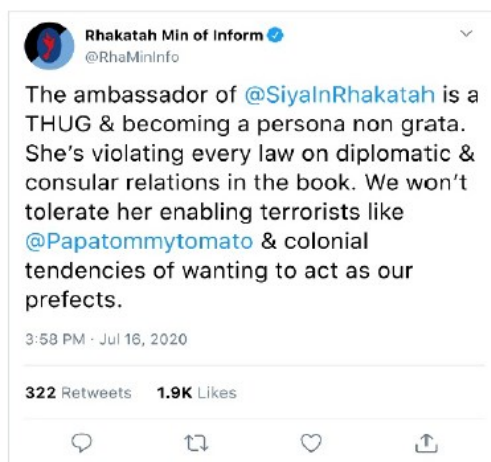 Rhakatah Min of Inform
@RhaMinInfo
The ambassador of @SiyaInRhakatah is a
THUG & becoming a persona non grata.
She's violating every law on diplomatic &
consular relations in the book. We won't
tolerate her enabling terrorists like
@Papatommytomato & colonial
tendencies of wanting to act as our
prefects.
3:58 PM · Jul 16, 2020
322 Retweets 1.9K Likes